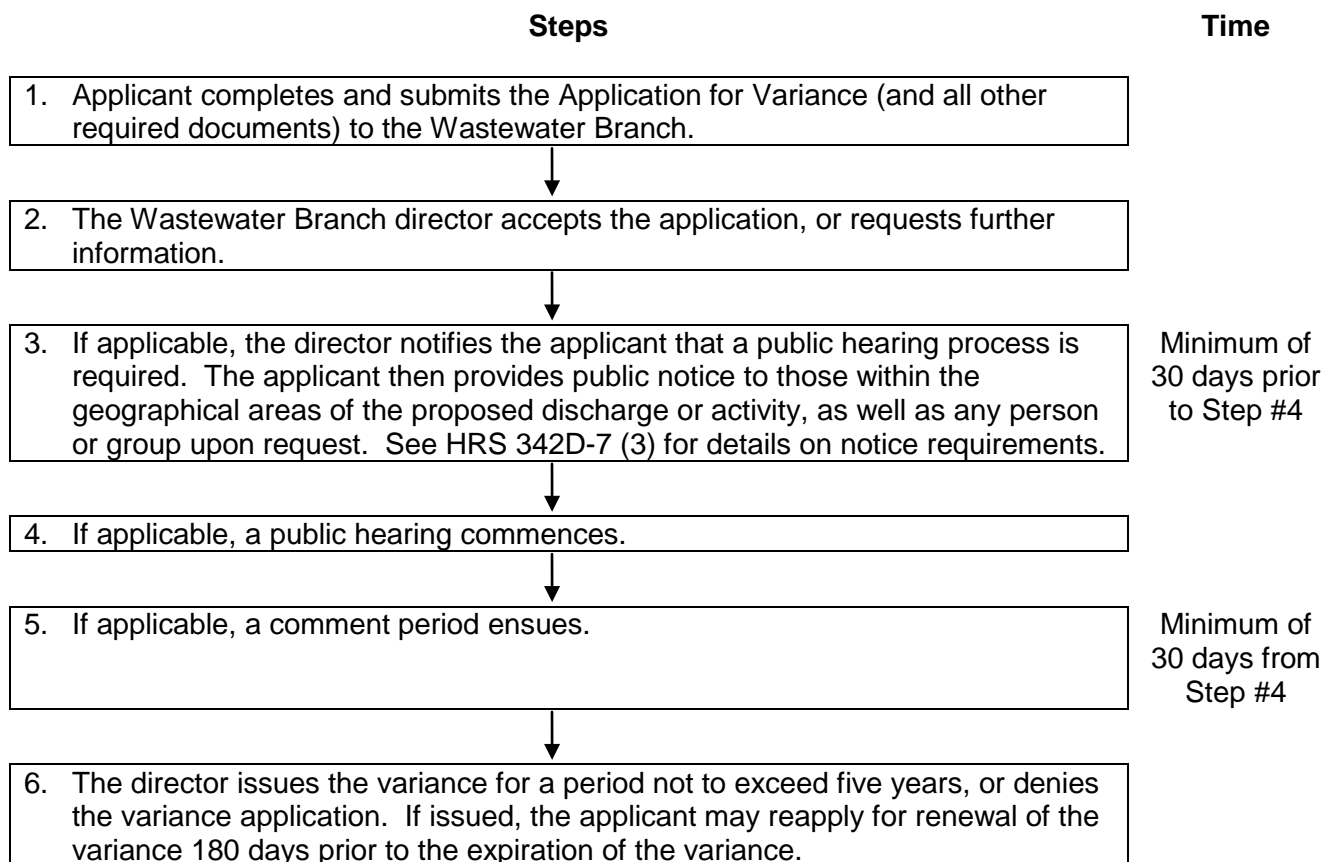 Steps Time
1. Applicant completes and submits the Application for Variance (and all other
required documents) to the Wastewater Branch.
2. The Wastewater Branch director accepts the application, or requests further
information.
3. If applicable, the director notifies the applicant that a public hearing process is
required. The applicant then provides public notice to those within the
geographical areas of the proposed discharge or activity, as well as any person
or group upon request. See HRS 342D-7 (3) for details on notice requirements.
Minimum of
30 days prior
to Step #4
4. If applicable, a public hearing commences.
5. If applicable, a comment period ensues.
Minimum of
30 days from
Step #4
6. The director issues the variance for a period not to exceed five years, or denies
the variance application. If issued, the applicant may reapply for renewal of the
variance 180 days prior to the expiration of the variance.